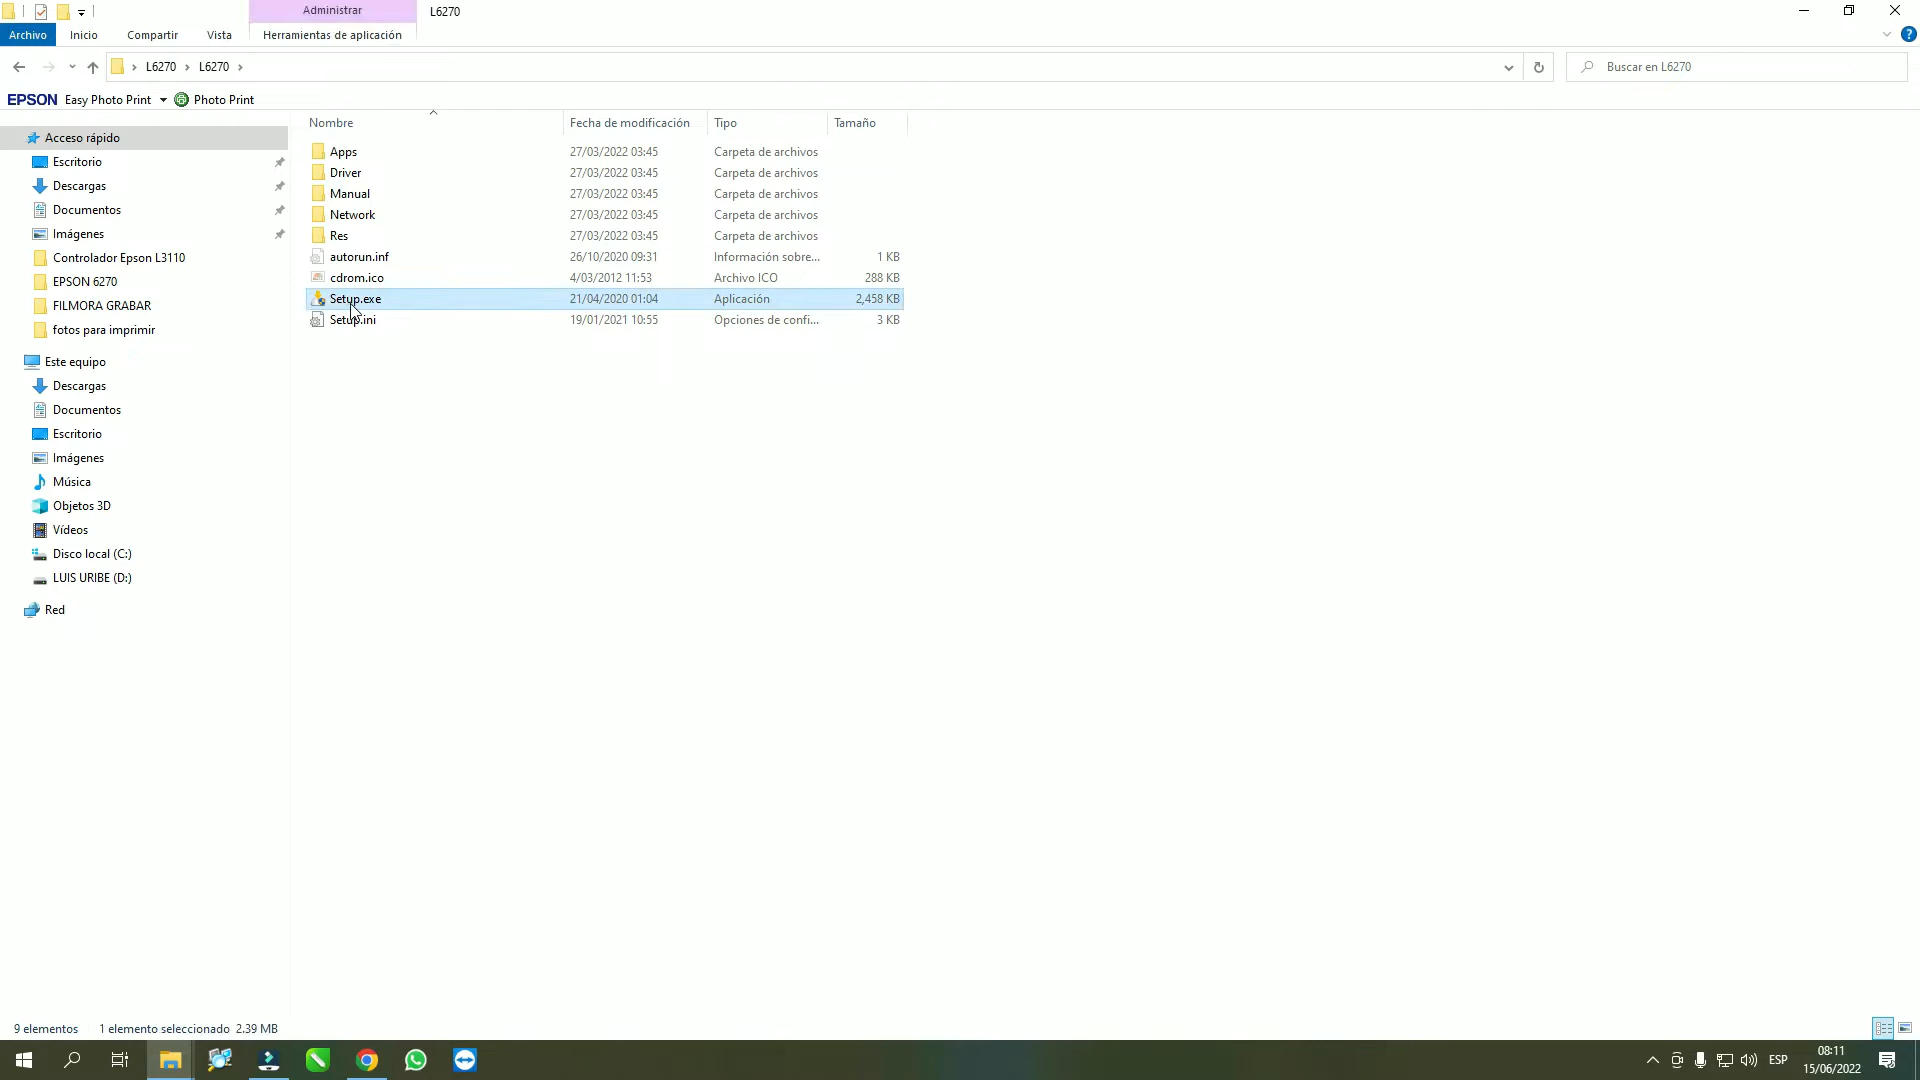 Administrar
L6270
Archivo
Inicio
Compartir
Vista
Herramientas de aplicación
L6270
L6270
Buscar en L6270
EPSON Easy Photo Print
Photo Print
Nombre
Fecha de modificación
Tipo
Tamaño
Acceso rápido
Escritorio
Descargas
Documentos
Imágenes
Controlador Epson L3110
EPSON 6270
FILMORA GRABAR
fotos para imprimir
Este equipo
Descargas
Documentos
Escritorio
Imágenes
Música
Objetos 3D
Vídeos
Disco local (C:)
LUIS URIBE (D:)
Red
Apps 27/03/2022 03:45 Carpeta de archivos
Driver 27/03/2022 03:45 Carpeta de archivos
Manual 27/03/2022 03:45 Carpeta de archivos
Network 27/03/2022 03:45 Carpeta de archivos
Res 27/03/2022 03:45 Carpeta de archivos
autorun.inf 26/10/2020 09:31 Información sobre... 1 KB
cdrom.ico 4/03/2012 11:53 Archivo ICO 288 KB
Setup.exe 21/04/2020 01:04 Aplicación 2,458 KB
Setup.ini 19/01/2021 10:55 Opciones de confi... 3 KB
9 elementos
1 elemento seleccionado 2.39 MB
ESP
08:11
15/06/2022